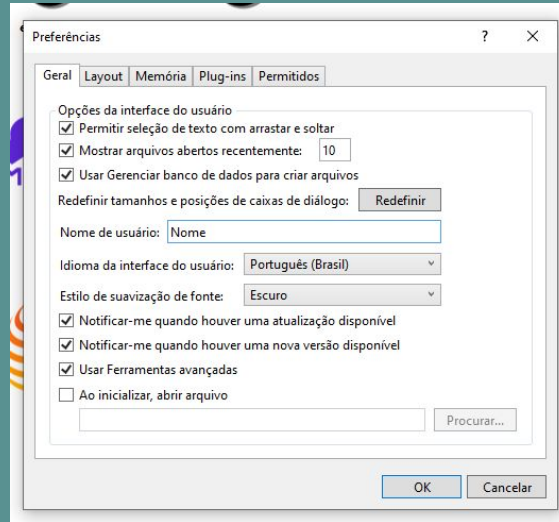 Preferências
?
Geral Layout Memória Plug-ins Permitidos
Opções da interface do usuário
Permitir seleção de texto com arrastar e soltar
Mostrar arquivos abertos recentemente: 10
Usar Gerenciar banco de dados para criar arquivos
Redefinir tamanhos e posições de caixas de diálogo: Redefinir
Nome de usuário: Nome
Idioma da interface do usuário: Português (Brasil)
Estilo de suavização de fonte: Escuro
Notificar-me quando houver uma atualização disponível
Notificar-me quando houver uma nova versão disponível
Usar Ferramentas avançadas
Ao inicializar, abrir arquivo
Procurar...
OK Cancelar